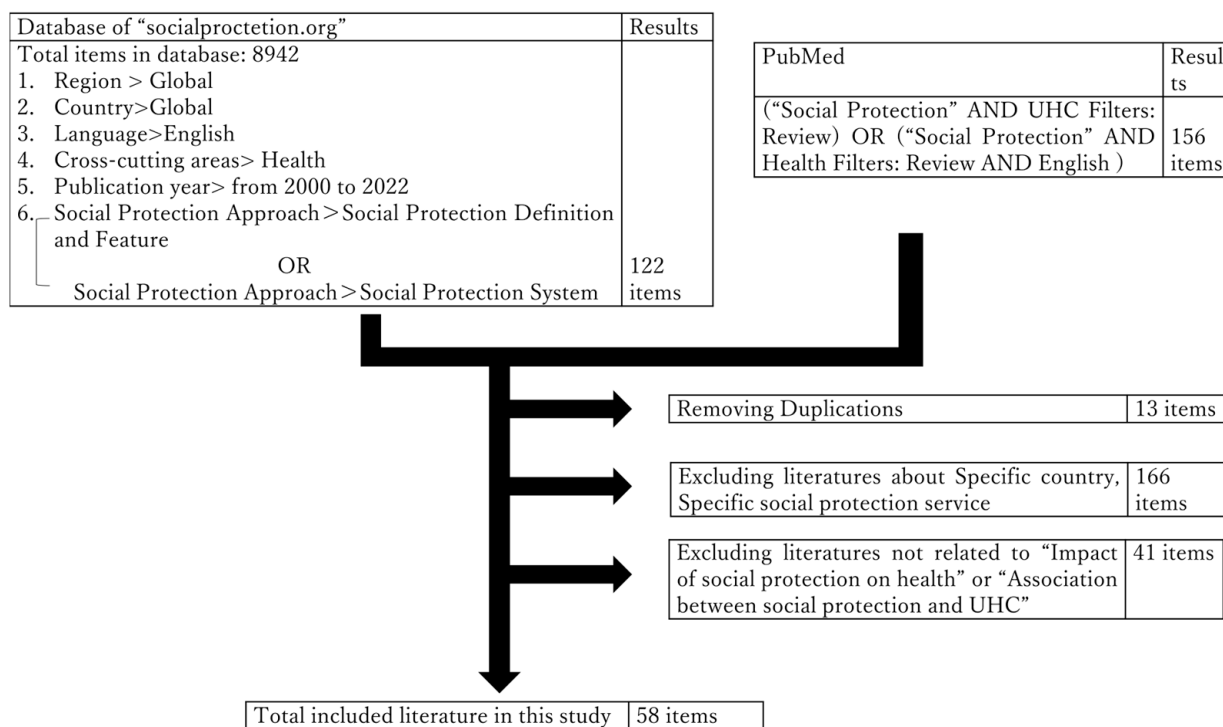 Database of “socialproctetion.org” Results
Total items in database: 8942
1. Region > Global
2. Country>Global
3. Language>English
4. Cross-cutting areas> Health
5. Publication year> from 2000 to 2022
6. Social Protection Approach>Social Protection Definition
and Feature
OR 122
Social Protection Approach>Social Protection System items
PubMed Resul
ts
(“Social Protection” AND UHC Filters:
Review) OR (“Social Protection” AND 156
Health Filters: Review AND English ) items
Removing Duplications 13 items
Excluding literatures about Specific country, 166
Specific social protection service items
Excluding literatures not related to “Impact 41 items
of social protection on health” or “Association
between social protection and UHC”
Total included literature in this study 58 items